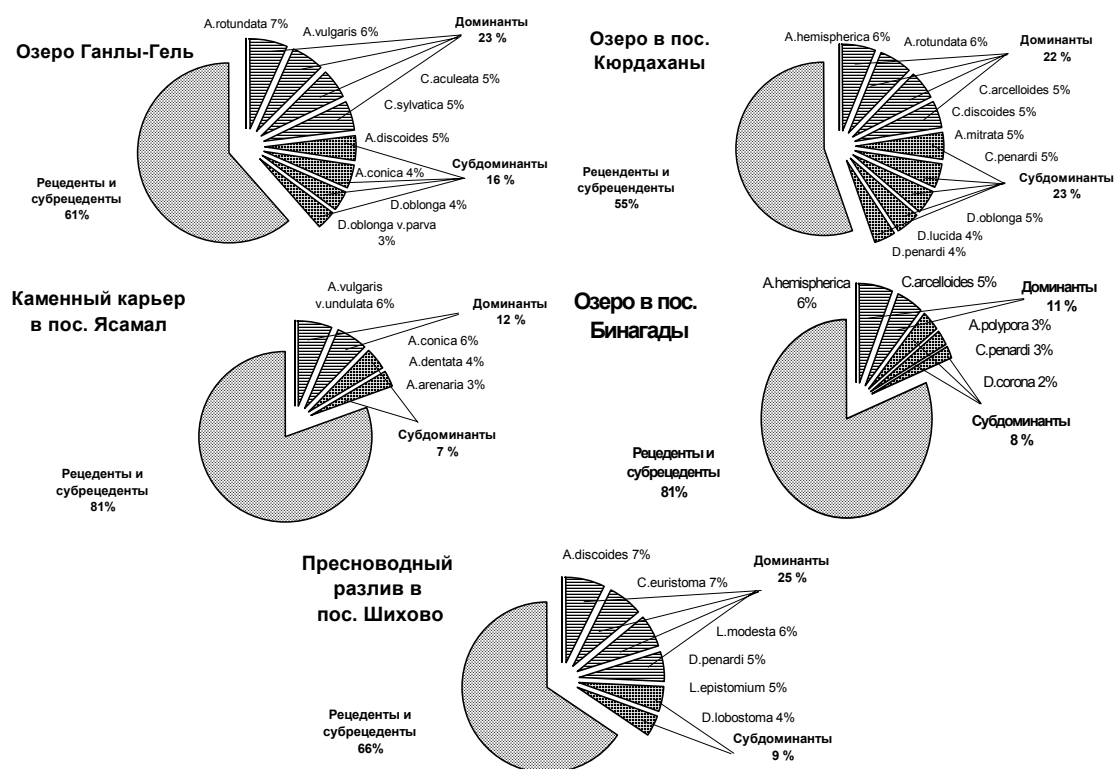 Озеро Ганлы-Гель
A.rotundata 7%
A.vulgaris 6%
Доминанты
23 %
C.aculeata 5%
C.sylvatica 5%
A.discoides 5%
Субдоминанты
16 %
A.conica 4%
D.oblonga 4%
D.oblonga v.parva
3%
Рецеденты и
субрецеденты
61%
Озеро в пос.
Кюрдаханы
A.hemispherica 6%
A.rotundata 6%
Доминанты
22 %
C.arcelloides 5%
C.discoides 5%
A.mitrata 5%
C.penardi 5%
Субдоминанты
23 %
D.oblonga 5%
D.lucida 4%
D.penardi 4%
Рецeнденты и
субрецeнденты
55%
Каменный карьер
в пос. Ясамал
A.vulgaris
v.undulata 6%
Доминанты
12 %
A.conica 6%
A.dentata 4%
A.arenaria 3%
Субдоминанты
7 %
Рецеденты и
субрецеденты
81%
Озеро в пос.
Бинагады
A.hemispherica
6%
C.arcelloides 5%
Доминанты
11 %
A.polypora 3%
C.penardi 3%
D.corona 2%
Субдоминанты
8 %
Рецеденты и
субрецеденты
81%
Пресноводный
разлив в
пос. Шихово
A.discoides 7%
C.euristoma 7%
Доминанты
25 %
L.modesta 6%
D.penardi 5%
L.epistomium 5%
D.lobostoma 4%
Субдоминанты
9 %
Рецеденты и
субрецеденты
66%